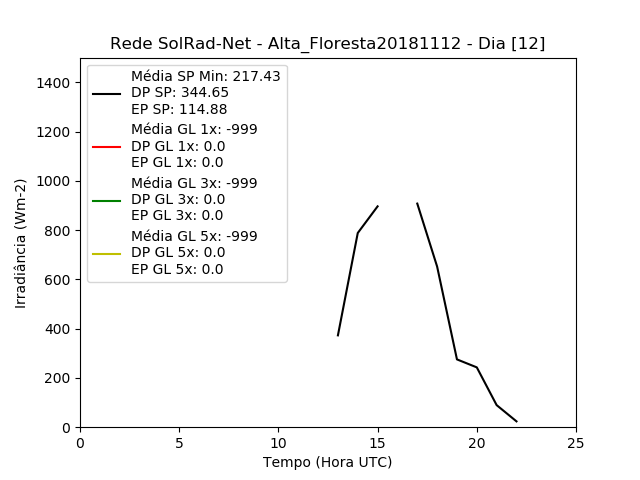 Rede SolRad-Net - Alta_Floresta20181112 - Dia [12]
Média SP Min: 217.43
DP SP: 344.65
EP SP: 114.88
Média GL 1x: -999
DP GL 1x: 0.0
EP GL 1x: 0.0
Média GL 3x: -999
DP GL 3x: 0.0
EP GL 3x: 0.0
Média GL 5x: -999
DP GL 5x: 0.0
EP GL 5x: 0.0
Irradiância (Wm-2)
1400
1200
1000
800
600
400
200
0
0 5 10 15 20 25
Tempo (Hora UTC)